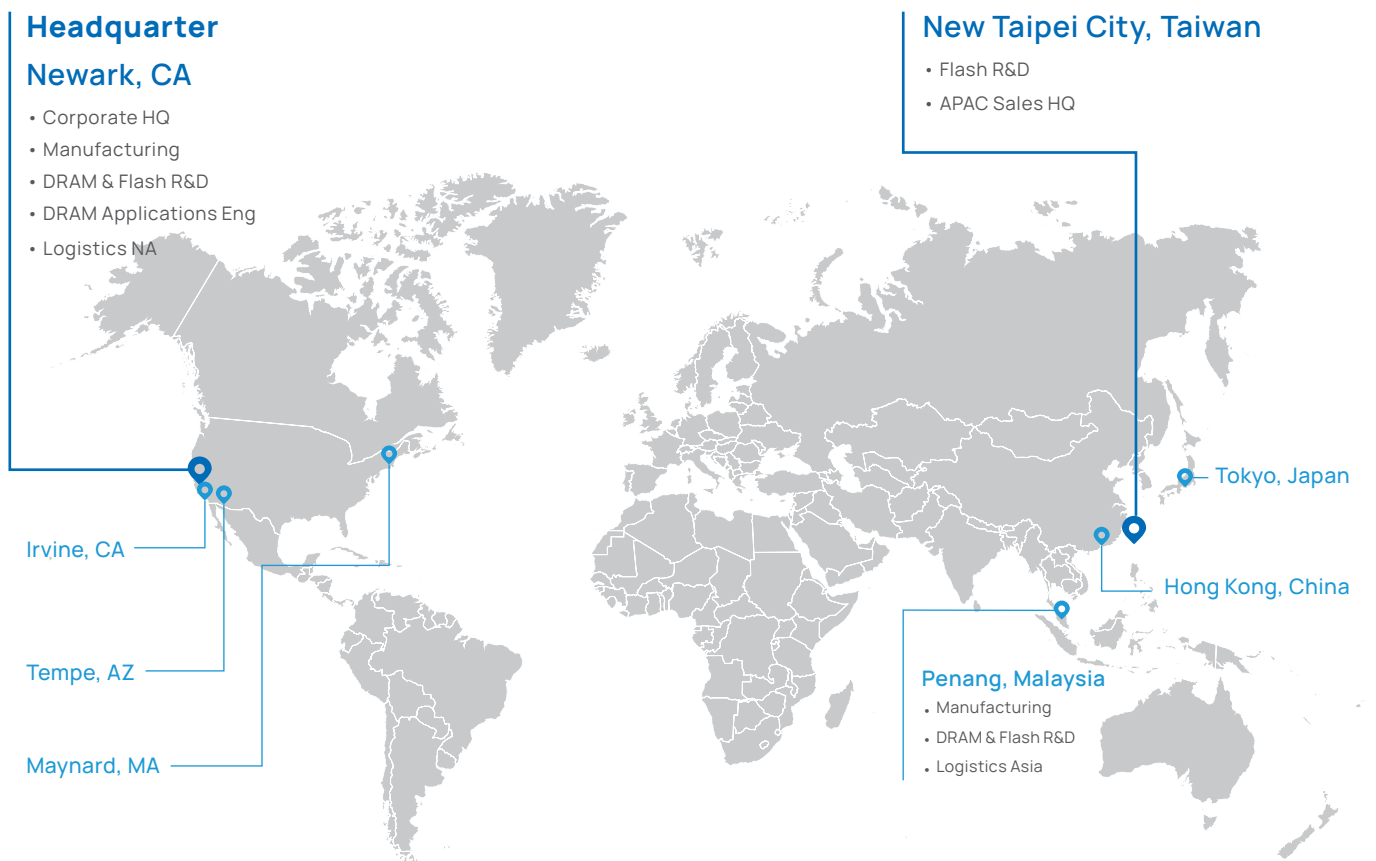 Headquarter
Newark, CA
• Corporate HQ
• Manufacturing
• DRAM & Flash R&D
• DRAM Applications Eng
• Logistics NA
New Taipei City, Taiwan
• Flash R&D
• APAC Sales HQ
Tokyo, Japan
Irvine, CA
Hong Kong, China
Tempe, AZ
Penang, Malaysia
• Manufacturing
• DRAM & Flash R&D
• Logistics Asia
Maynard, MA